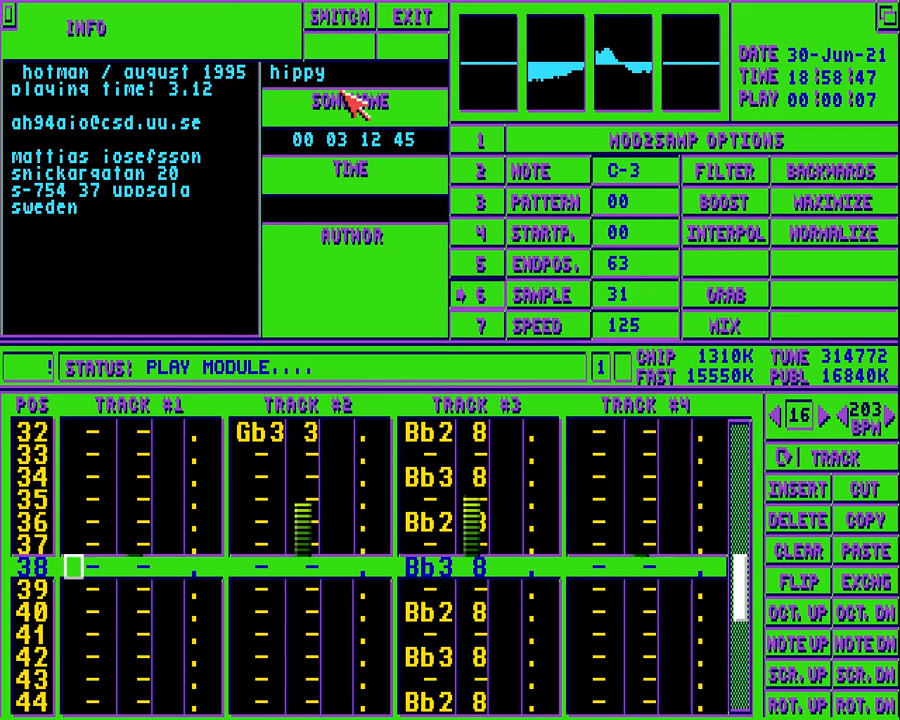 INFO
SWITCH EXIT
hotman / august 1995
playing time: 3.12
ah94aio@csd.uu.se
mattias josefsson
snickargatan 20
s-754 37 uppsala
sweden
hippy
SONGNAME
00 03 12 45
TIME
AUTHOR
DATE 30-Jun-21
TIME 18:58:47
PLAY 00:00:07
1 MOD2SAMP OPTIONS
2 NOTE C-3 FILTER BACKWARDS
3 PATTERN 00 BOOST MAXIMIZE
4 STARTP. 00 INTERPOL NORMALIZE
5 ENDPOS. 63
6 SAMPLE 31 GRAB
7 SPEED 125 MIX
! STATUS: PLAY MODULE.... 1
CHIP 1310K TUNE 314772
FAST 15550K PUBL 16840K
POS TRACK #1 TRACK #2 TRACK #3 TRACK #4
32 - - . Gb3 3 . Bb2 8 . - - .
33 - - . - - . - - . - - .
34 - - . - - . Bb3 8 . - - .
35 - - . - - . - - . - - .
36 - - . - - . Bb2 8 . - - .
37 - - . - - . - - . - - .
38 - - . - - . Bb3 8 . - - .
39 - - . - - . - - . - - .
40 - - . - - . Bb2 8 . - - .
41 - - . - - . - - . - - .
42 - - . - - . Bb3 8 . - - .
43 - - . - - . - - . - - .
44 - - . - - . Bb2 8 . - - .
16 203 BPM
TRACK
INSERT CUT
DELETE COPY
CLEAR PASTE
FLIP EXCHG
OCT. UP OCT. DN
NOTE UP NOTE DN
SCR. UP SCR. DN
ROT. UP ROT. DN